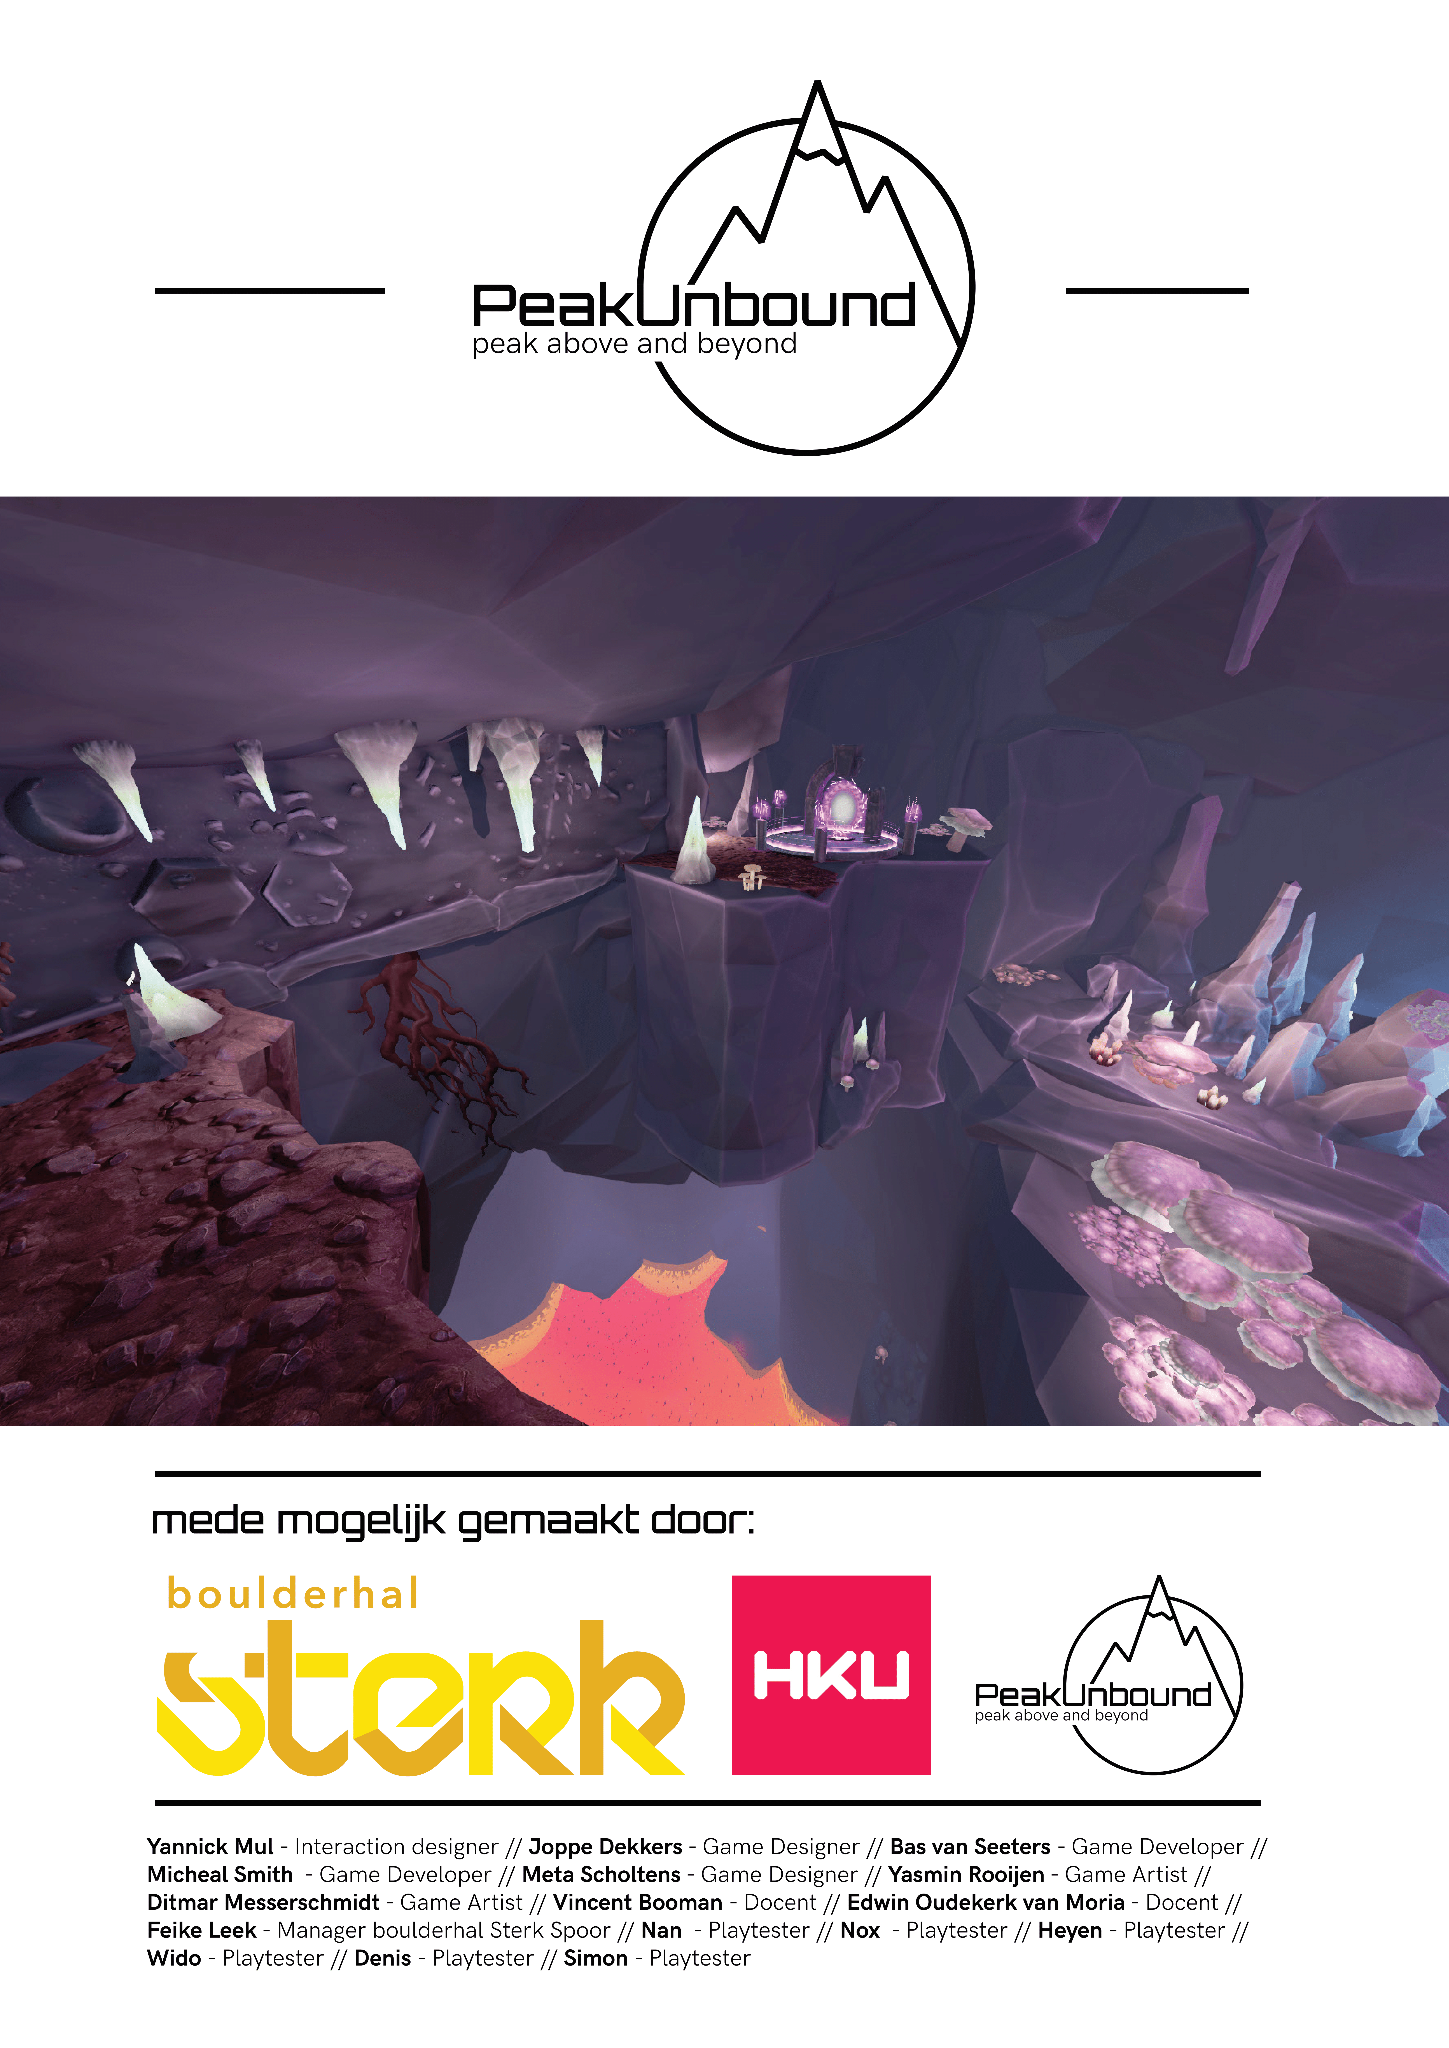 PeakUnbound
peak above and beyond
mede mogelijk gemaakt door:
boulderhal
sterk
HKU
PeakUnbound
peak above and beyond
Yannick Mul - Interaction designer // Joppe Dekkers - Game Designer // Bas van Seeters - Game Developer //
Micheal Smith - Game Developer // Meta Scholtens - Game Designer // Yasmin Rooijen - Game Artist //
Ditmar Messerschmidt - Game Artist // Vincent Booman - Docent // Edwin Oudekerk van Moria - Docent //
Feike Leek - Manager boulderhal Sterk Spoor // Nan - Playtester // Nox - Playtester // Heyen - Playtester //
Wido - Playtester // Denis - Playtester // Simon - Playtester